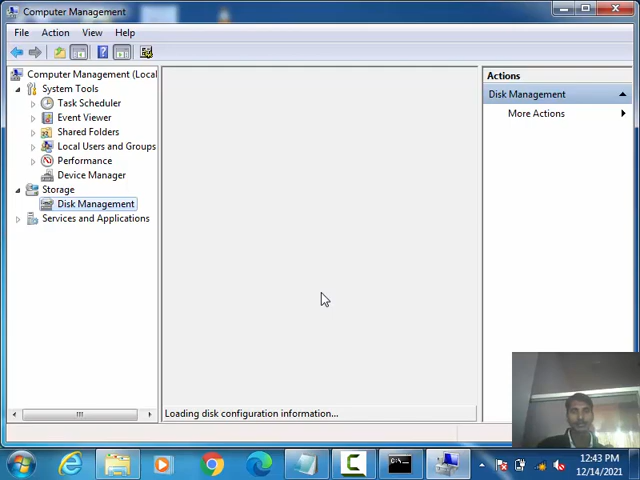 Computer Management
File Action View Help
Computer Management (Local
System Tools
Task Scheduler
Event Viewer
Shared Folders
Local Users and Groups
Performance
Device Manager
Storage
Disk Management
Services and Applications
Loading disk configuration information...
Actions
Disk Management
More Actions
C:\.
12:43 PM
12/14/2021